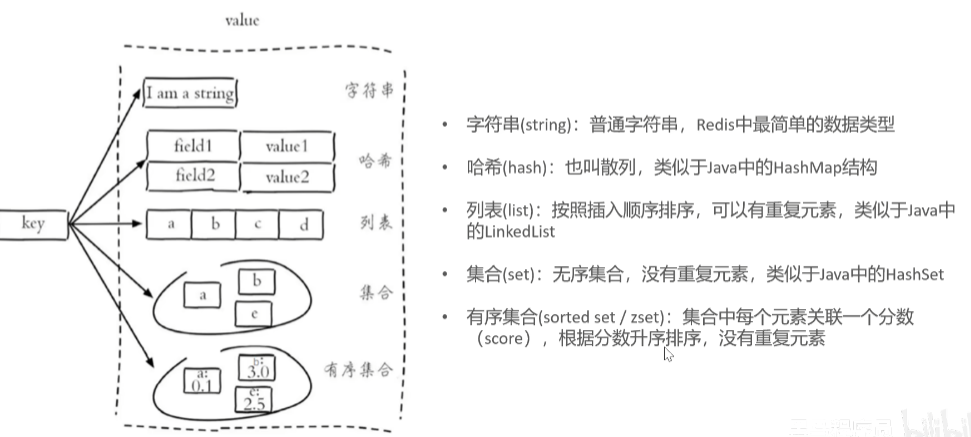 value
I am a string
字符串
field1 value1
哈希
field2 value2
key
a b c d
列表
b
a
集合
c
b:
a: 3.0
有序集合
0.1 c:
2.5
• 字符串(string)：普通字符串，Redis中最简单的数据类型
• 哈希(hash)：也叫散列，类似于Java中的HashMap结构
• 列表(list)：按照插入顺序排序，可以有重复元素，类似于Java中
的LinkedList
• 集合(set)：无序集合，没有重复元素，类似于Java中的HashSet
• 有序集合(sorted set / zset)：集合中每个元素关联一个分数
（score），根据分数升序排序，没有重复元素
bilibili